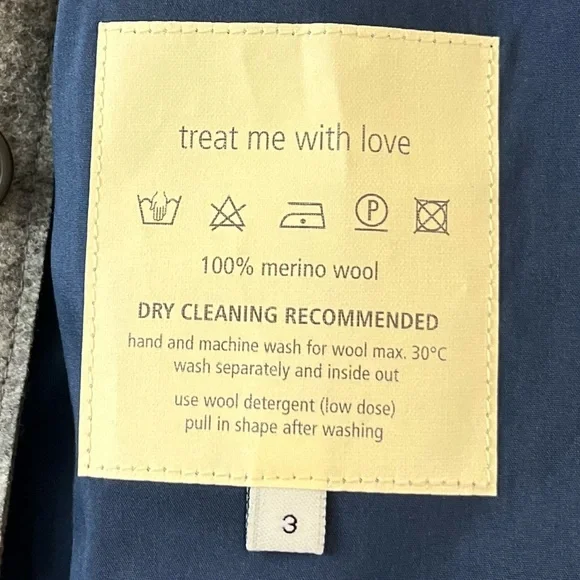 treat me with love
P
100% merino wool
DRY CLEANING RECOMMENDED
hand and machine wash for wool max. 30°C
wash separately and inside out
use wool detergent (low dose)
pull in shape after washing
3